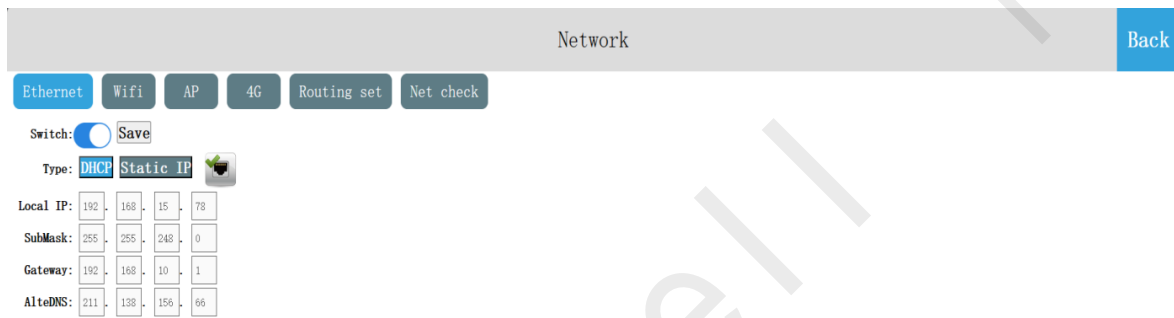 Network
Back
Ethernet Wifi AP 4G Routing set Net check
Switch: Save
Type: DHCP Static IP
Local IP: 192 . 168 . 15 . 78
SubMask: 255 . 255 . 248 . 0
Gateway: 192 . 168 . 10 . 1
AlteDNS: 211 . 138 . 156 . 66